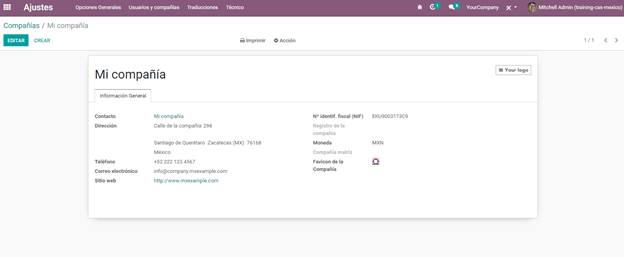 Ajustes Opciones Generales Usuarios y compañías Traducciones Técnico YourCompany Mitchell Admin (training-cas-mexico)
Compañías / Mi compañía
EDITAR CREAR Imprimir Acción 1 / 1
Mi compañía
Your logo
Información General
Contacto Mi compañía
Dirección Calle de la compañía 298
Santiago de Querétaro Zacatecas (MX) 76168
México
Teléfono +52 222 123 4567
Correo electrónico info@company.mxexample.com
Sitio web http://www.mxexample.com
Nº identif. fiscal (NIF) EKU9003173C9
Registro de la
compañía
Moneda MXN
Compañía matriz
Favicon de la
Compañía